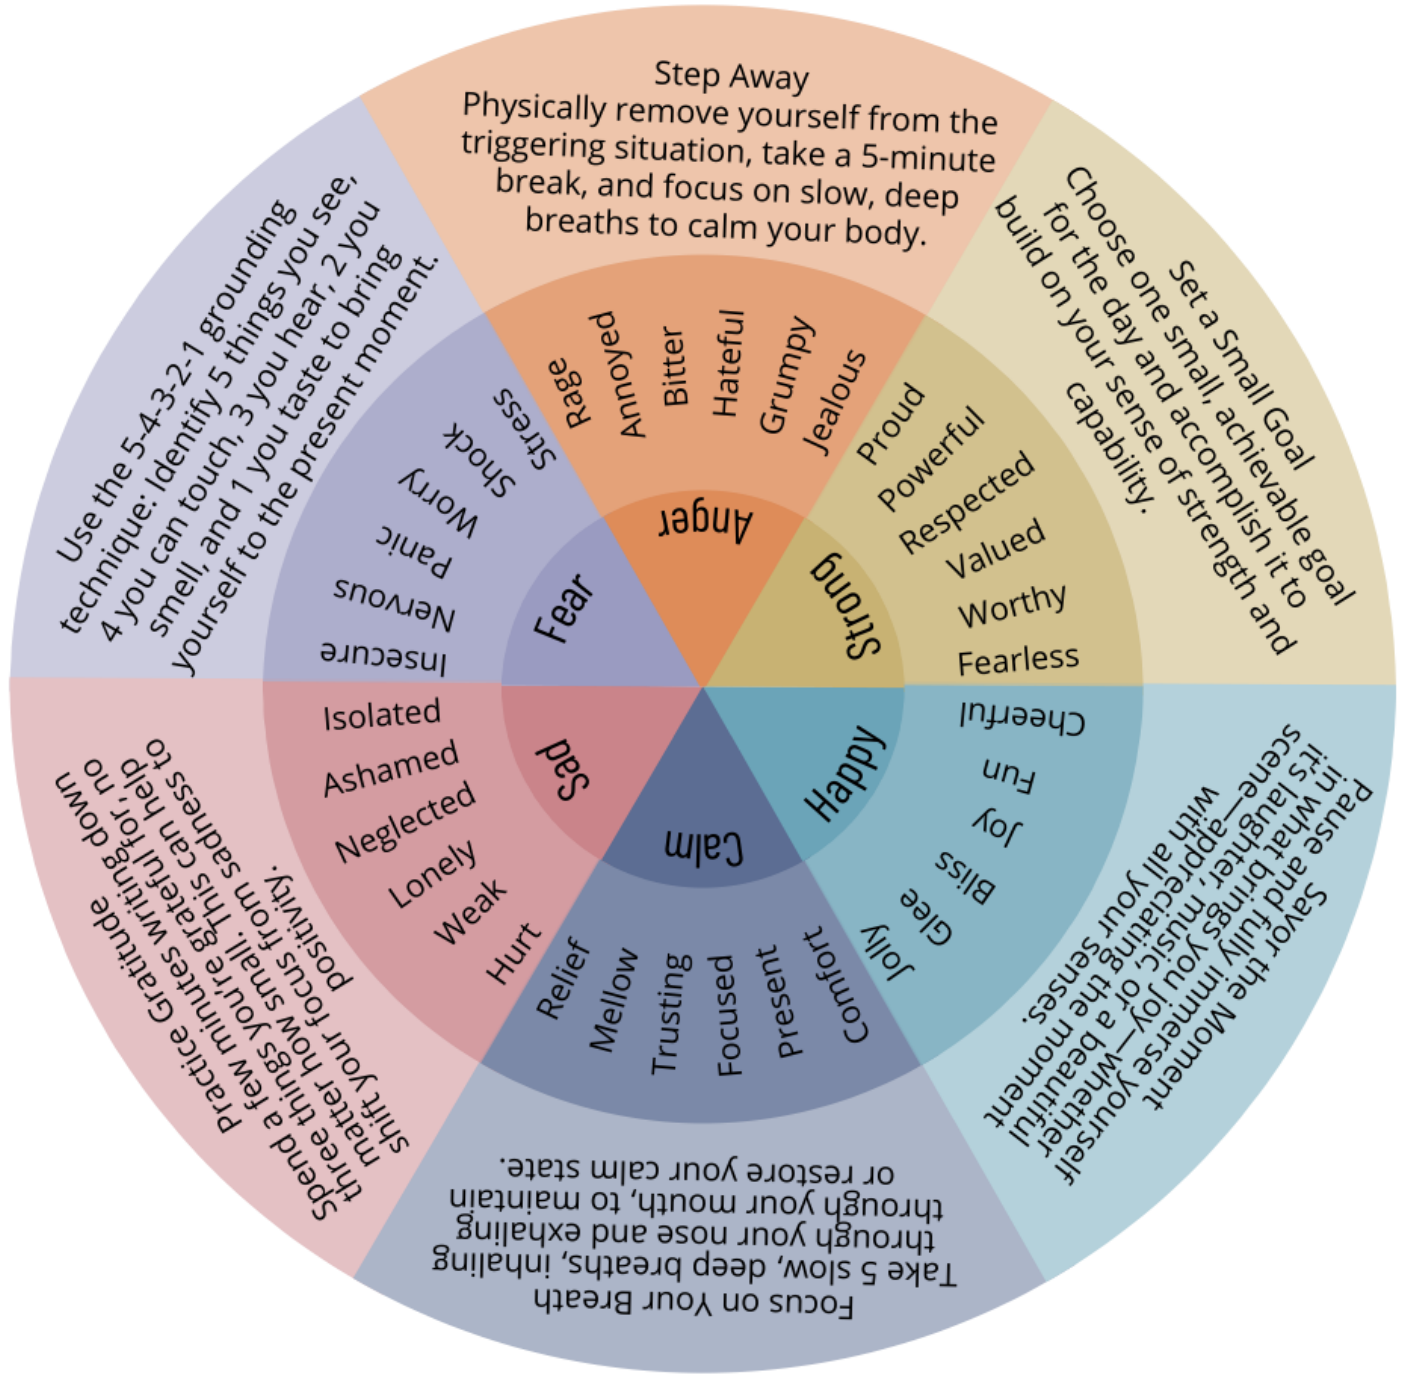 Step Away
Physically remove yourself from the
triggering situation, take a 5-minute
break, and focus on slow, deep
breaths to calm your body.
Rage
Annoyed
Bitter
Hateful
Grumpy
Jealous
Anger
Set a Small Goal
Choose one small, achievable goal
for the day and accomplish it to
build on your sense of strength and
capability.
Proud
Powerful
Respected
Valued
Worthy
Fearless
Strong
Savor the Moment
Pause and fully immerse yourself
in what brings you joy—whether
it's laughter, music, or a beautiful
scene—appreciating the moment
with all your senses.
Cheerful
Fun
Joy
Bliss
Glee
Jolly
Happy
Focus on Your Breath
Take 5 slow, deep breaths, inhaling
through your nose and exhaling
through your mouth, to maintain
or restore your calm state.
Comfort
Present
Focused
Trusting
Mellow
Relief
Calm
Practice Gratitude
Spend a few minutes writing down
three things you're grateful for, no
matter how small. This can help
shift your focus from sadness to
positivity.
Hurt
Weak
Lonely
Neglected
Ashamed
Isolated
Sad
Use the 5-4-3-2-1 grounding
technique: Identify 5 things you see,
4 you can touch, 3 you hear, 2 you
smell, and 1 you taste to bring
yourself to the present moment.
Insecure
Nervous
Panic
Worry
Shock
Stress
Fear